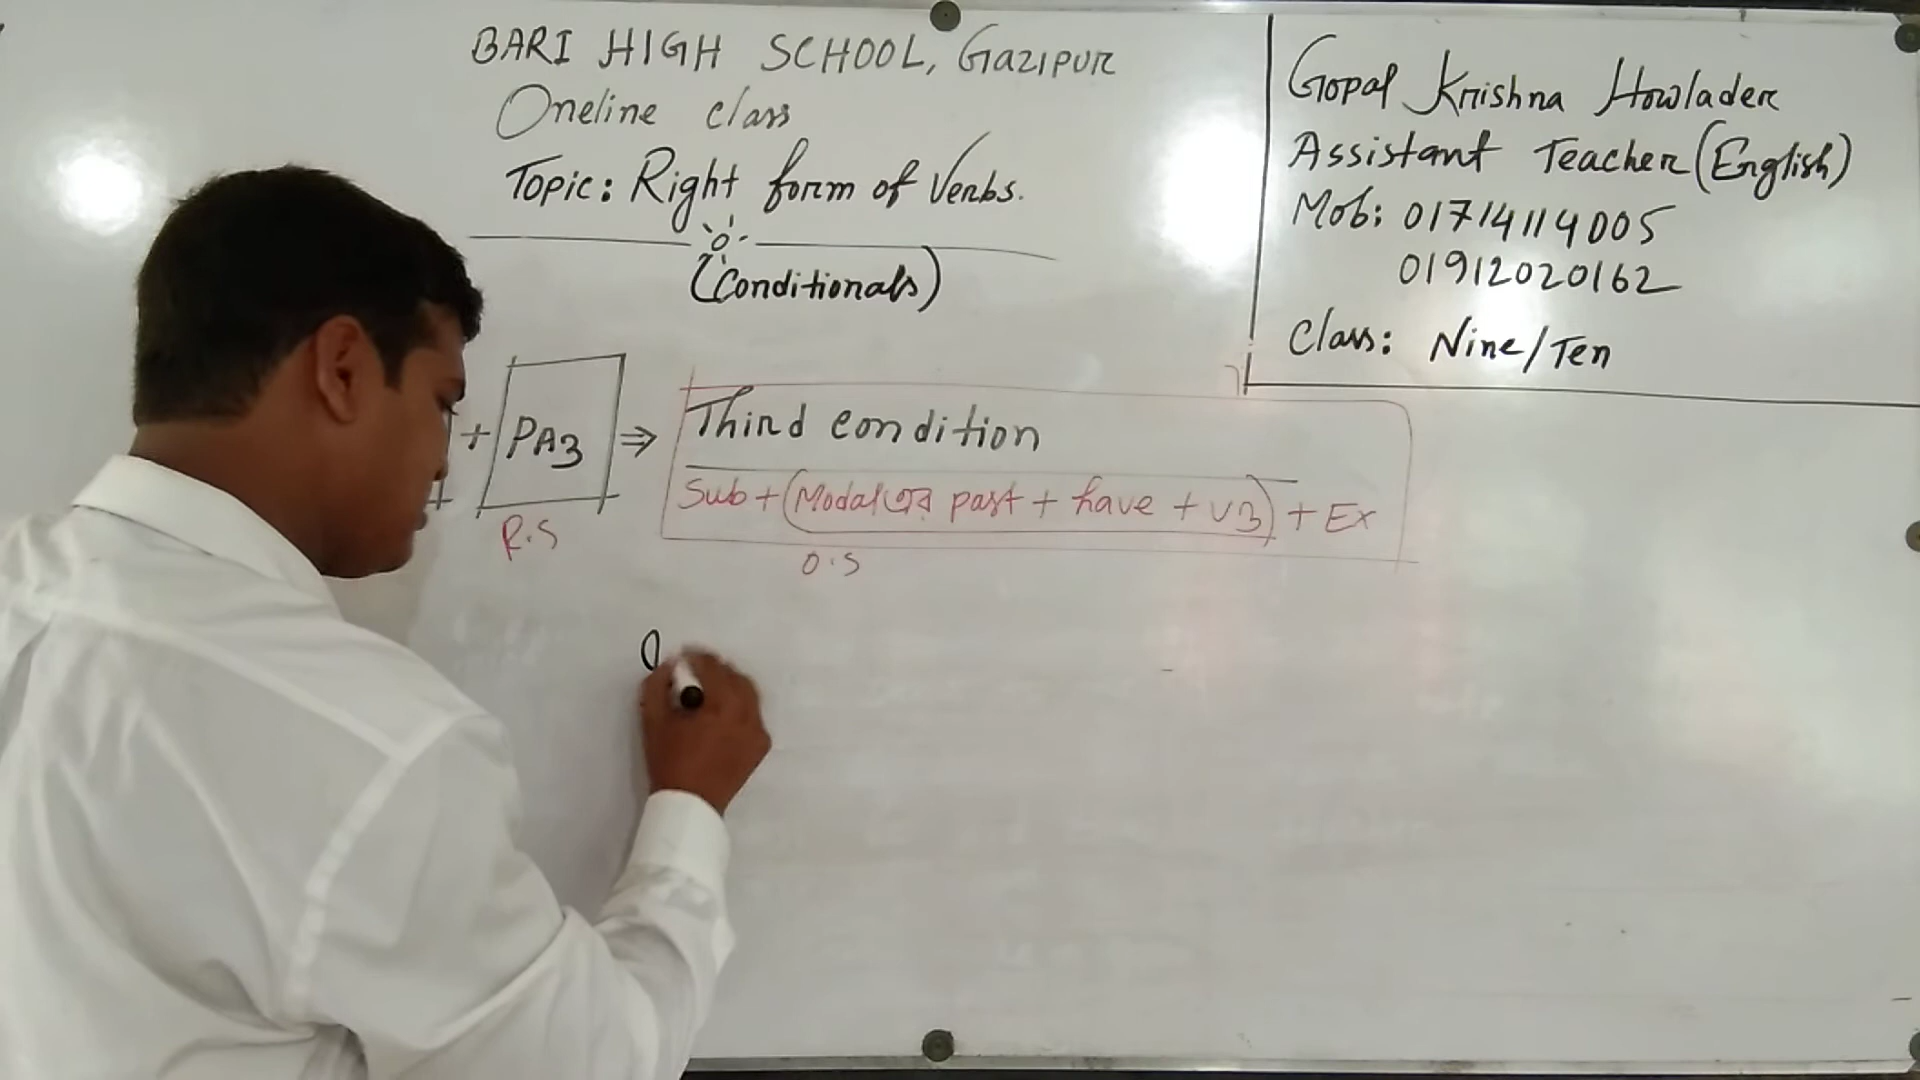 BARI HIGH SCHOOL, Gazipur
Oneline class
Topic: Right form of Verbs.
(Conditionals)
Gopal Krishna Howlader
Assistant Teacher (English)
Mob: 01714114005
01912020162
Class: Nine/Ten
+ PA3 ⇒ Third condition
Sub + (Modal এর past + have + V3) + Ex
+
R.S
O.S